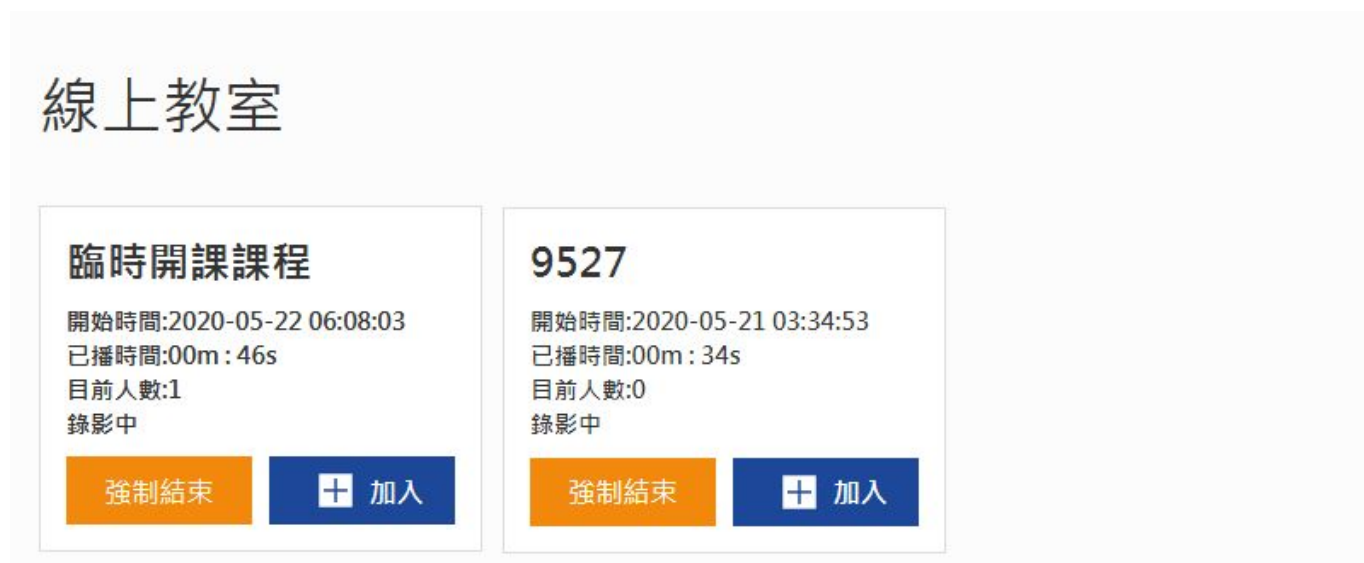 線上教室
臨時開課課程
開始時間:2020-05-22 06:08:03
已播時間:00m : 46s
目前人數:1
錄影中
強制結束
加入
9527
開始時間:2020-05-21 03:34:53
已播時間:00m : 34s
目前人數:0
錄影中
強制結束
加入